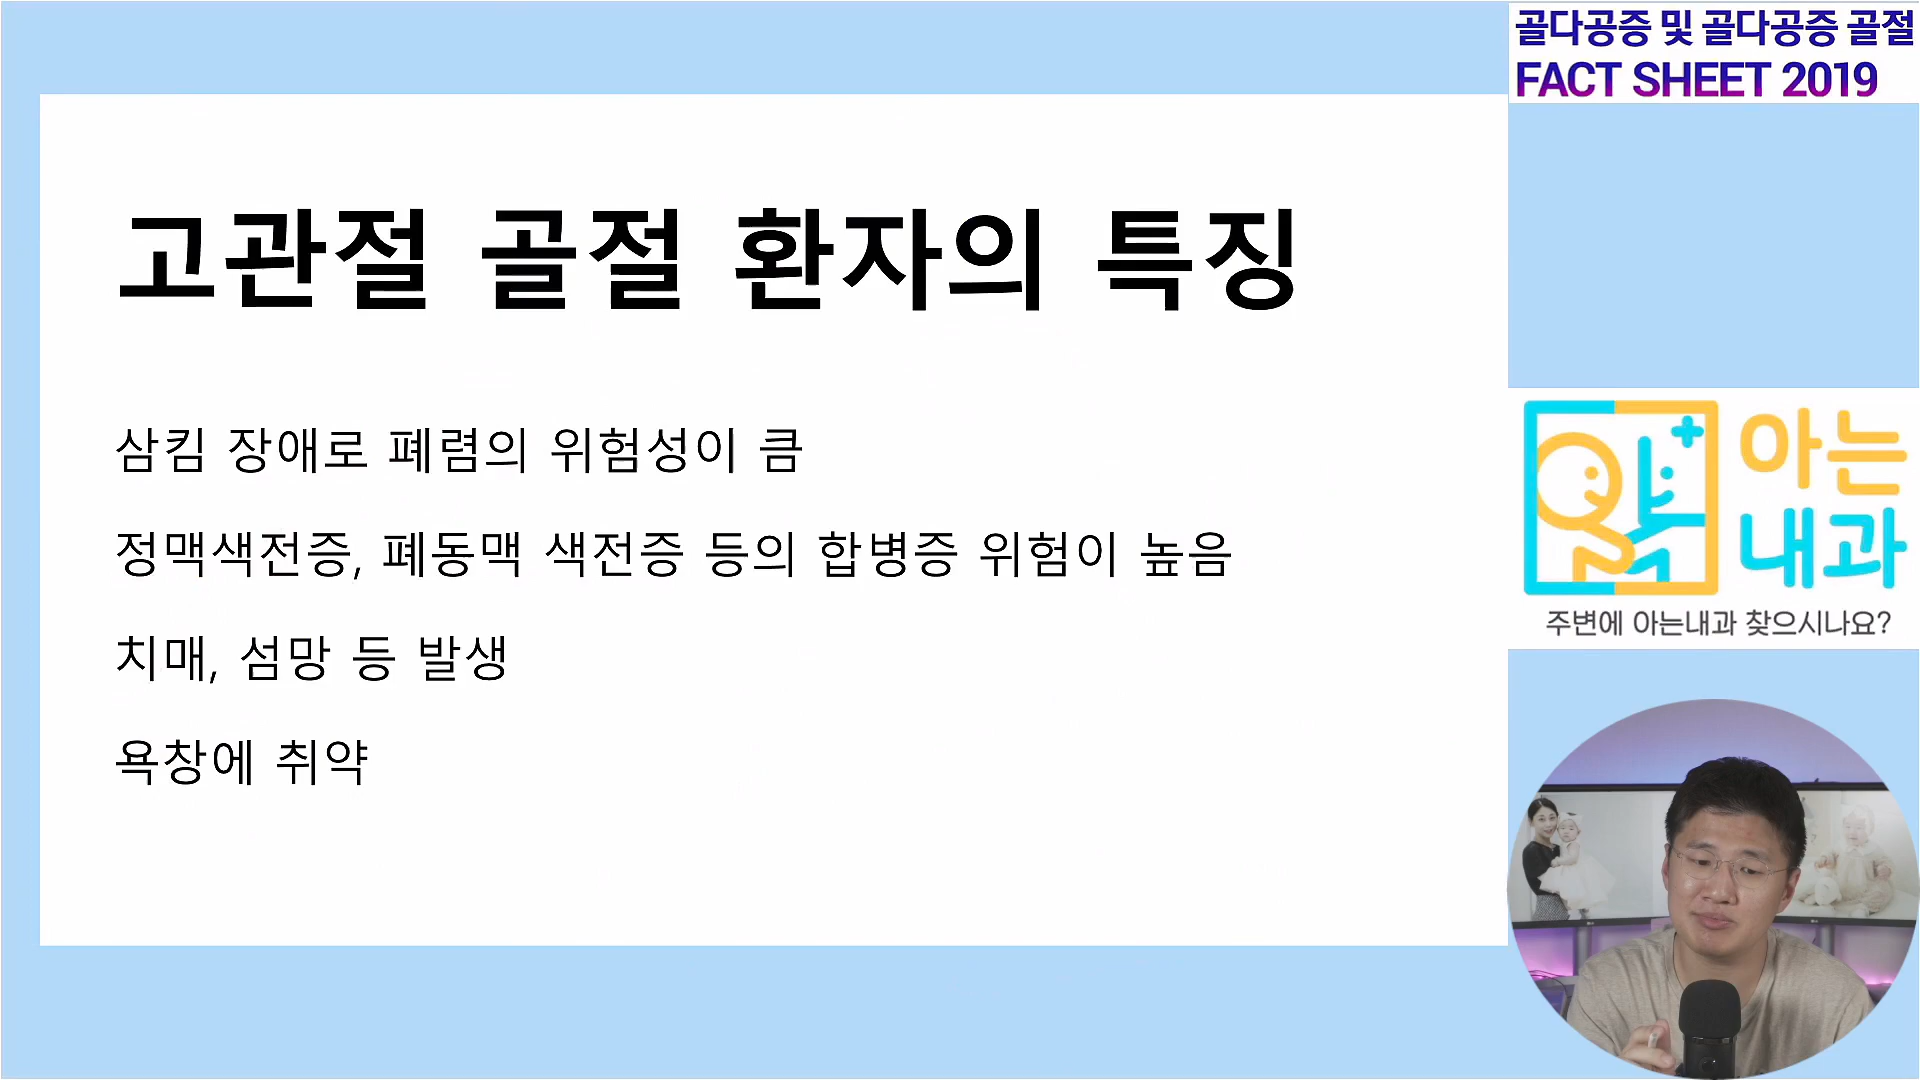 골다공증 및 골다공증 골절
FACT SHEET 2019
고관절 골절 환자의 특징
삼킴 장애로 폐렴의 위험성이 큼
정맥색전증, 폐동맥 색전증 등의 합병증 위험이 높음
치매, 섬망 등 발생
욕창에 취약
아는
내과
주변에 아는내과 찾으시나요?